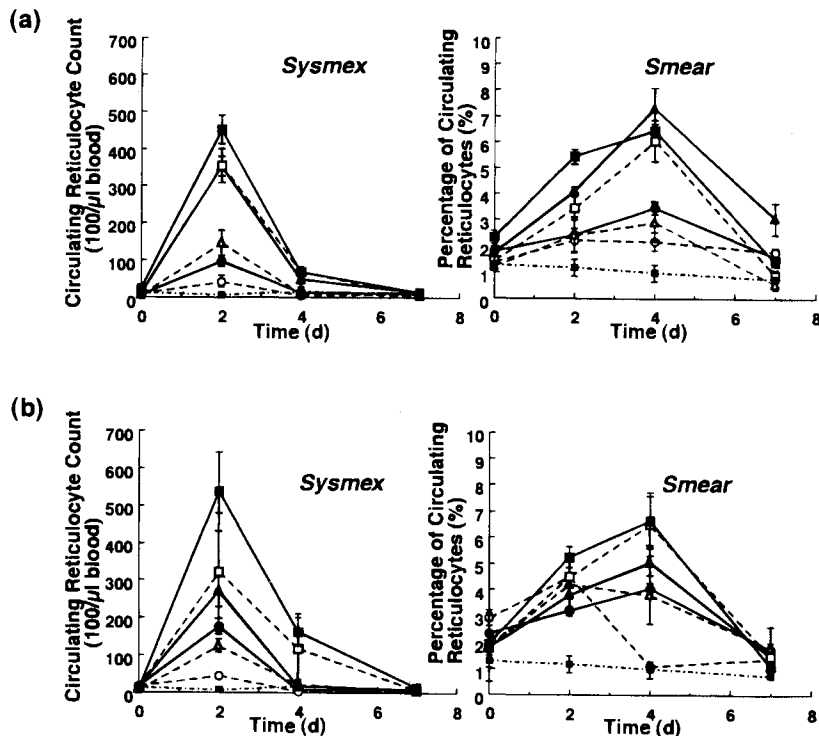 (a)
Circulating Reticulocyte Count
(100/µl blood)
700
600
500
400
300
200
100
0
Sysmex
0 2 4 6 8
Time (d)
Percentage of Circulating
Reticulocytes (%)
10
9
8
7
6
5
4
3
2
1
0
Smear
0 2 4 6 8
Time (d)
(b)
Circulating Reticulocyte Count
(100/µl blood)
700
600
500
400
300
200
100
0
Sysmex
0 2 4 6 8
Time (d)
Percentage of Circulating
Reticulocytes (%)
10
9
8
7
6
5
4
3
2
1
0
Smear
0 2 4 6 8
Time (d)